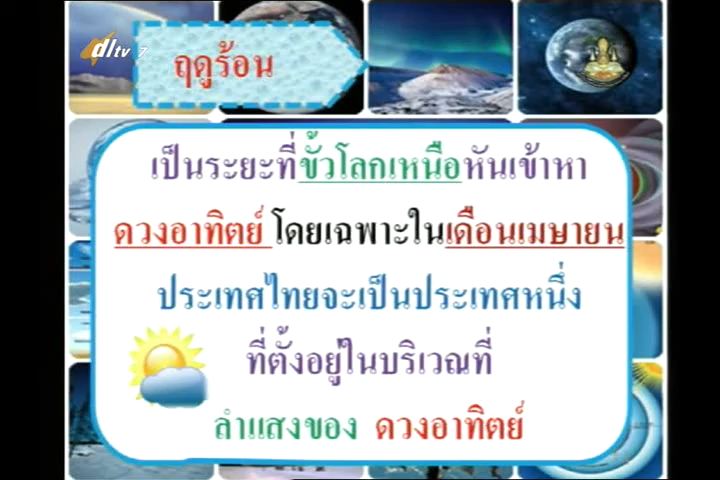 dltv 7
ฤดูร้อน
เป็นระยะที่ขั้วโลกเหนือหันเข้าหา
ดวงอาทิตย์ โดยเฉพาะในเดือนเมษายน
ประเทศไทยจะเป็นประเทศหนึ่ง
ที่ตั้งอยู่ในบริเวณที่
ลำแสงของ ดวงอาทิตย์